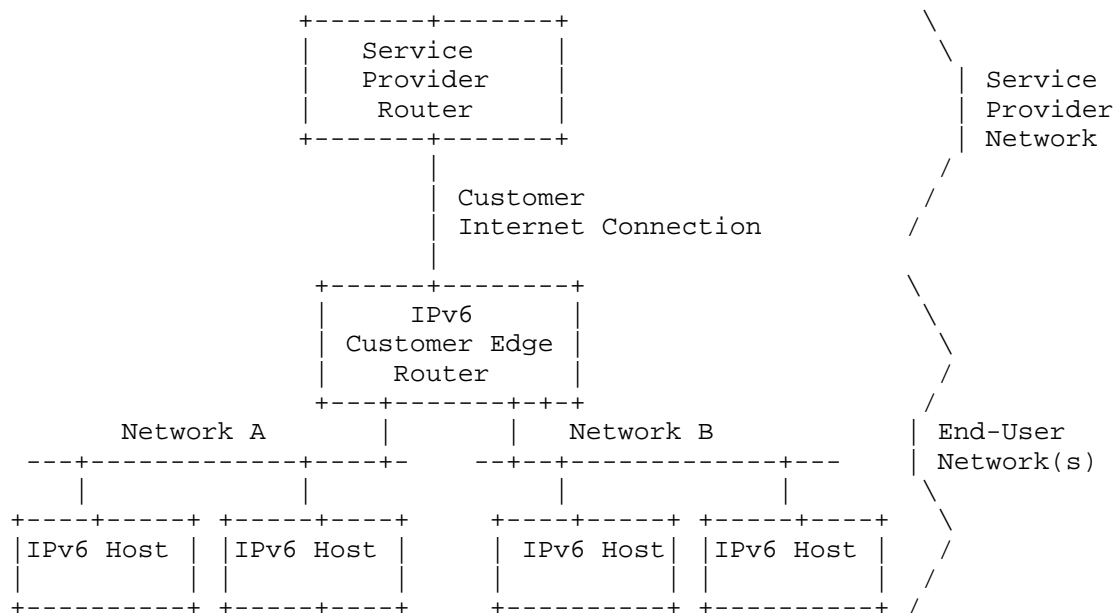 Service
Provider
Router
Service
Provider
Network
Customer
Internet Connection
IPv6
Customer Edge
Router
Network A
Network B
End-User
Network(s)
IPv6 Host
IPv6 Host
IPv6 Host
IPv6 Host